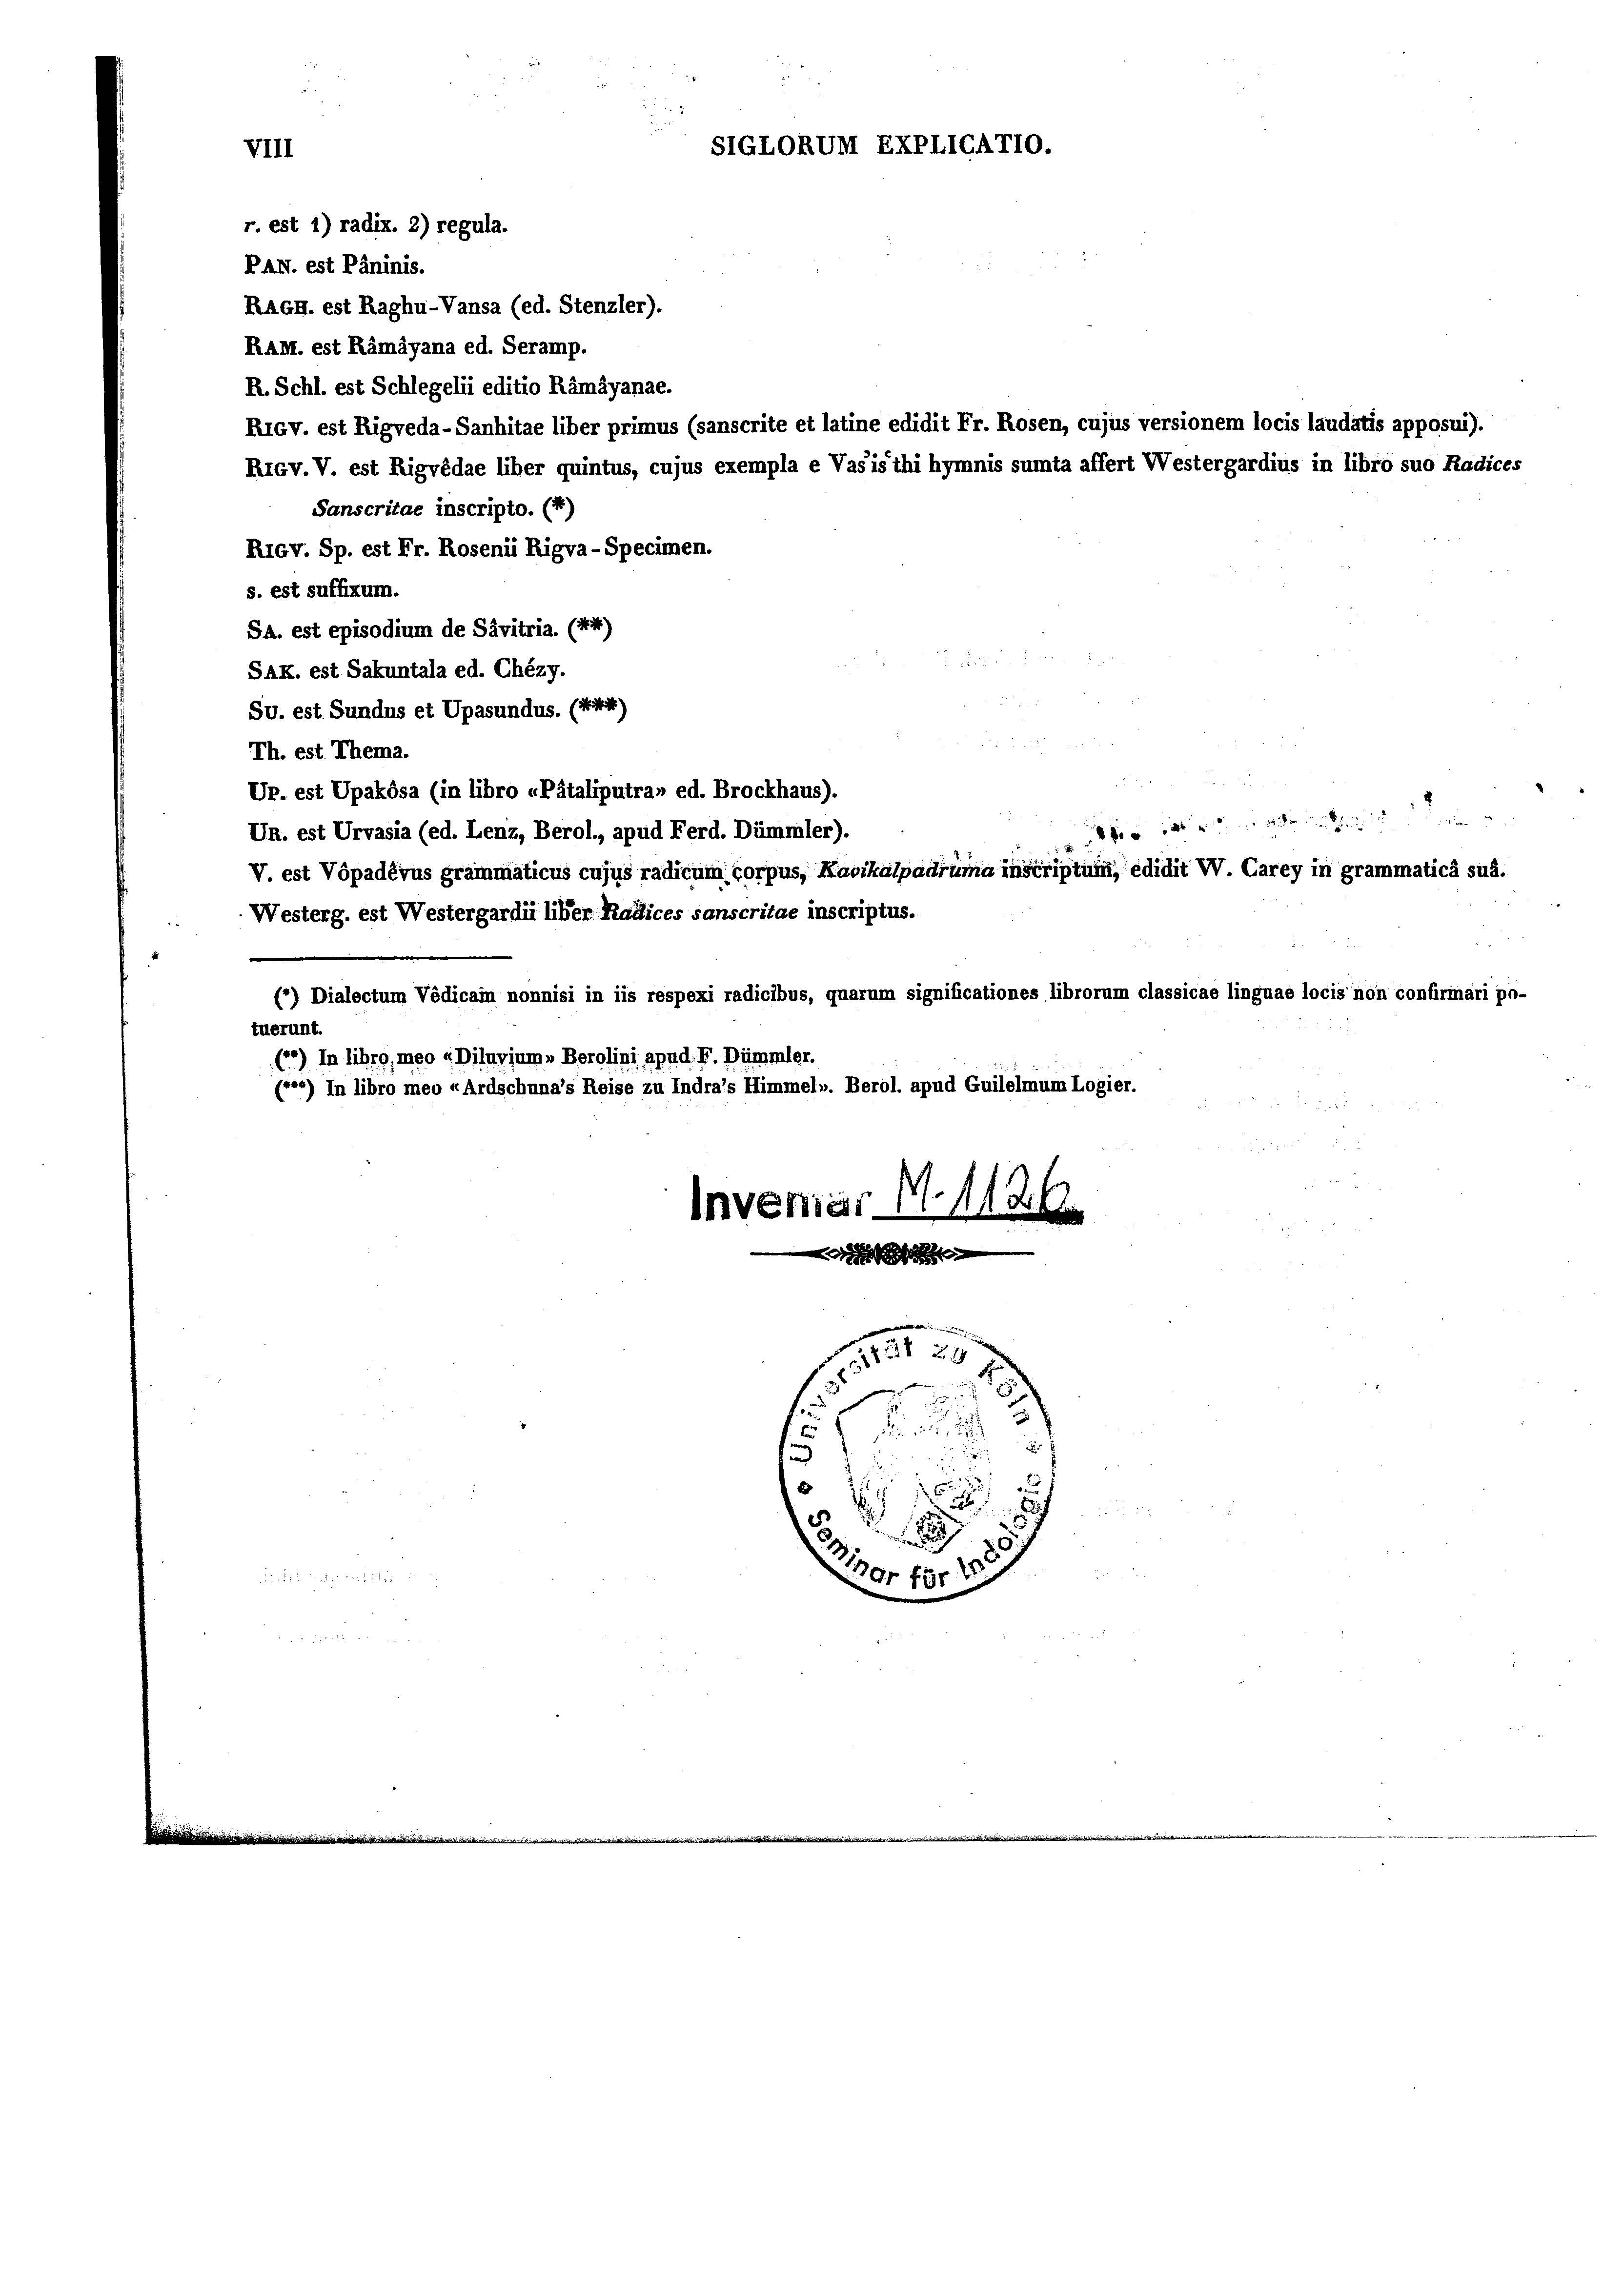 VIII
SIGLORUM EXPLICATIO.
r. est 1) radix. 2) regula.
PAN. est Pâninis.
RAGH. est Raghu-Vansa (ed. Stenzler).
RAM. est Râmâyana ed. Seramp.
R. Schl. est Schlegelii editio Râmâyanae.
RIGV. est Rigveda-Sanhitae liber primus (sanscrite et latine edidit Fr. Rosen, cujus versionem locis laudatis apposui).
RIGV. V. est Rigvêdae liber quintus, cujus exempla e Vas᾿is῾thi hymnis sumta affert Westergardius in libro suo Radices
Sanscritae inscripto. (*)
RIGV. Sp. est Fr. Rosenii Rigva-Specimen.
s. est suffixum.
SA. est episodium de Sâvitria. (**)
SAK. est Sakuntala ed. Chézy.
SU. est Sundus et Upasundus. (***)
Th. est Thema.
UP. est Upakôsa (in libro «Pâtaliputra» ed. Brockhaus).
UR. est Urvasia (ed. Lenz, Berol., apud Ferd. Dümmler).
V. est Vôpadêvus grammaticus cujus radicum corpus, Kavikalpadruma inscriptum, edidit W. Carey in grammaticâ suâ.
Westerg. est Westergardii liber Radices sanscritae inscriptus.
(*) Dialectum Vêdicam nonnisi in iis respexi radicibus, quarum significationes librorum classicae linguae locis non confirmari po-
tuerunt.
(**) In libro meo «Diluvium» Berolini apud F. Dümmler.
(***) In libro meo «Ardschuna's Reise zu Indra's Himmel». Berol. apud Guilelmum Logier.
Inventar M-1126
Universität zu Köln
Seminar für Indologie